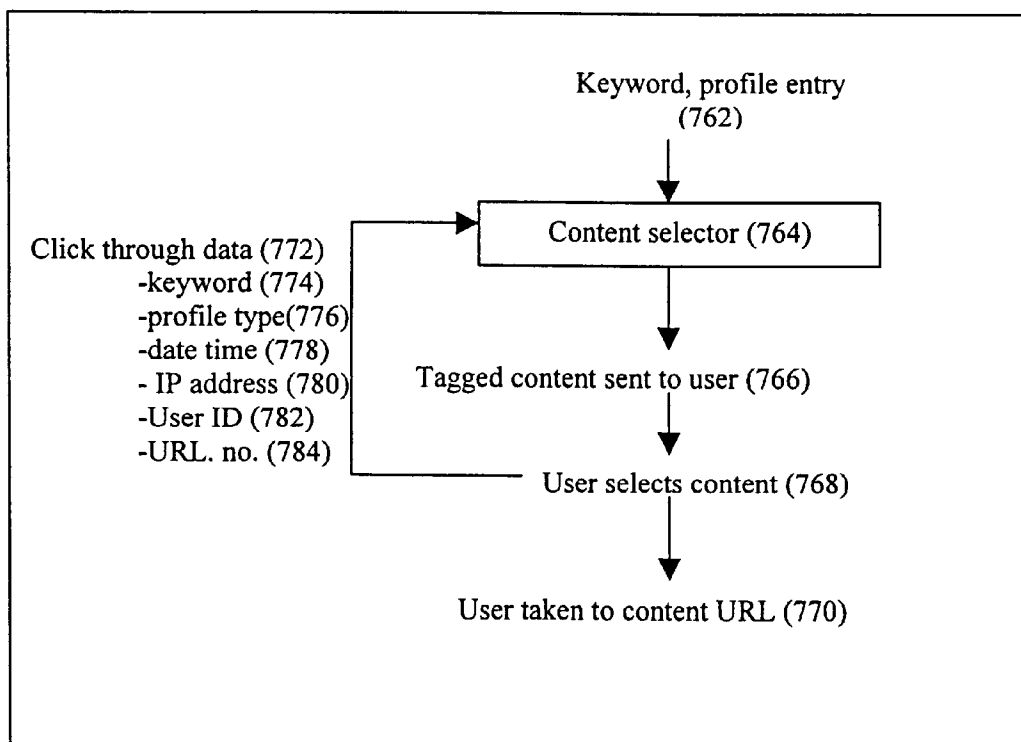 Keyword, profile entry
(762)
Content selector (764)
Click through data (772)
-keyword (774)
-profile type(776)
-date time (778)
- IP address (780)
-User ID (782)
-URL. no. (784)
Tagged content sent to user (766)
User selects content (768)
User taken to content URL (770)